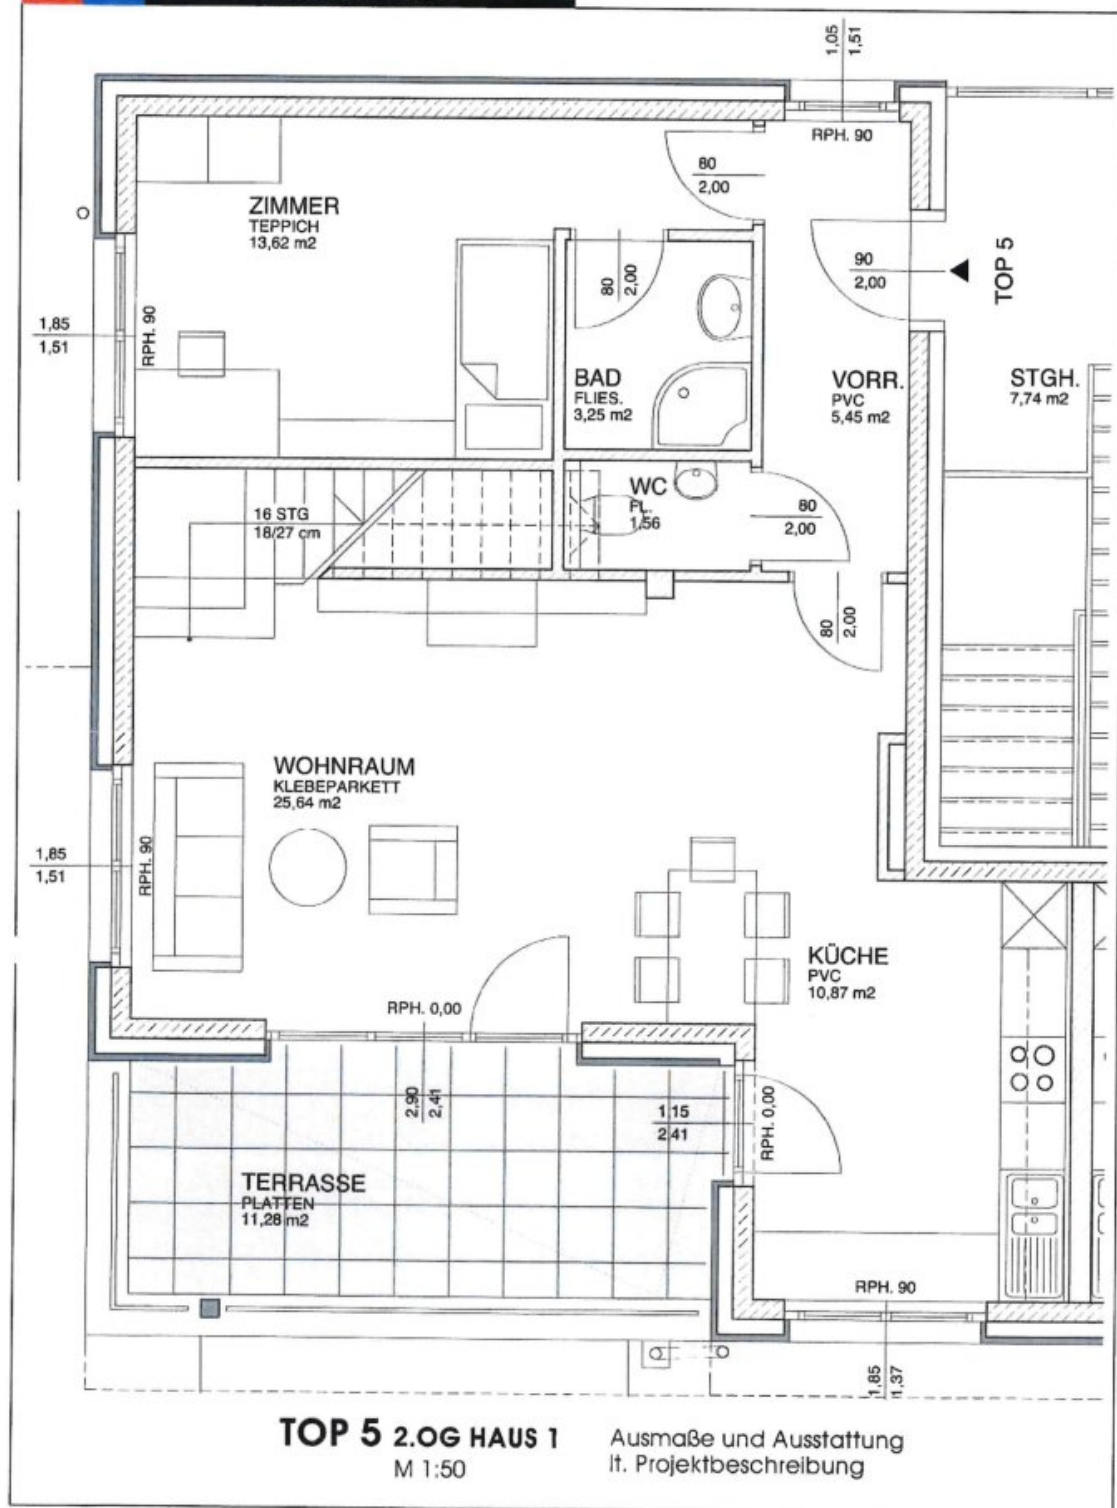 1,05
1,51
RPH. 90
80
2,00
ZIMMER
TEPPICH
13,62 m2
90
2,00
TOP 5
80
2,00
1,85
1,51
RPH. 90
BAD
FLIES.
3,25 m2
VORR.
PVC
5,45 m2
STGH.
7,74 m2
WC
FL.
1,56
16 STG
18/27 cm
80
2,00
80
2,00
WOHNRAUM
KLEBEPARKETT
25,64 m2
1,85
1,51
RPH. 90
KÜCHE
PVC
10,87 m2
RPH. 0,00
2,90
2,41
1,15
2,41
RPH. 0,00
TERRASSE
PLATTEN
11,28 m2
RPH. 90
1,85
1,37
TOP 5 2.OG HAUS 1
M 1:50
Ausmaße und Ausstattung
lt. Projektbeschreibung